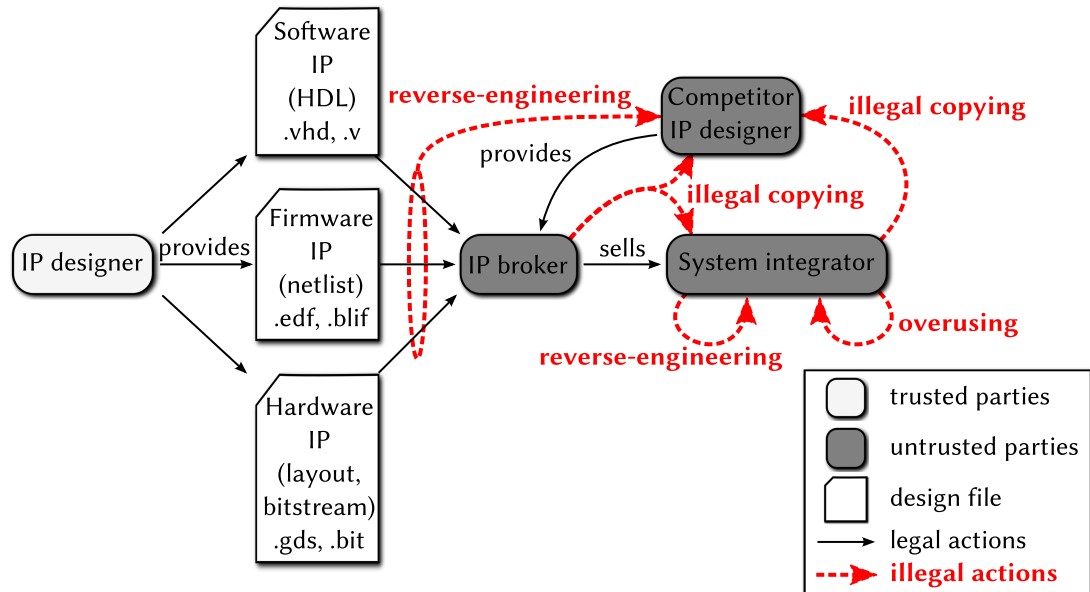 IP designer
provides
Software
IP
(HDL)
.vhd, .v
Firmware
IP
(netlist)
.edf, .blif
Hardware
IP
(layout,
bitstream)
.gds, .bit
reverse-engineering
provides
IP broker
sells
Competitor
IP designer
illegal copying
illegal copying
System integrator
reverse-engineering
overusing
trusted parties
untrusted parties
design file
legal actions
illegal actions